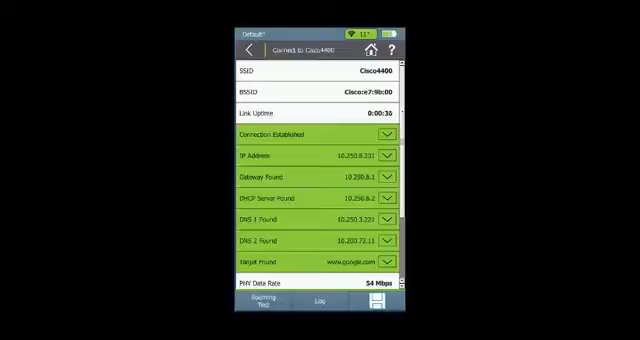 Default*
Connect to Cisco4400
?
SSID Cisco4400
BSSID Cisco:e7:9b:00
Link Uptime 0:00:36
Connection Established
IP Address 10.250.8.231
Gateway Found 10.250.8.1
DHCP Server Found 10.250.8.2
DNS 1 Found 10.250.3.221
DNS 2 Found 10.200.72.11
Target Found www.google.com
PHY Data Rate 54 Mbps
Roaming
Test
Log